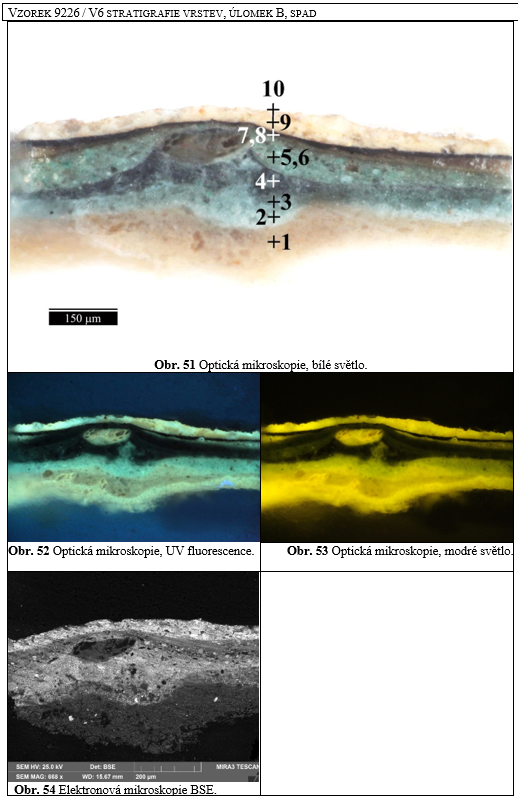 VZOREK 9226 / V6 STRATIGRAFIE VRSTEV, ÚLOMEK B, SPAD
10
9
7,8
5,6
4
3
2
1
150 µm
Obr. 51 Optická mikroskopie, bílé světlo.
Obr. 52 Optická mikroskopie, UV fluorescence.
Obr. 53 Optická mikroskopie, modré světlo.
SEM HV: 25.0 kV Det: BSE MIRA3 TESCAN
SEM MAG: 668 x WD: 15.67 mm 200 µm
Obr. 54 Elektronová mikroskopie BSE.